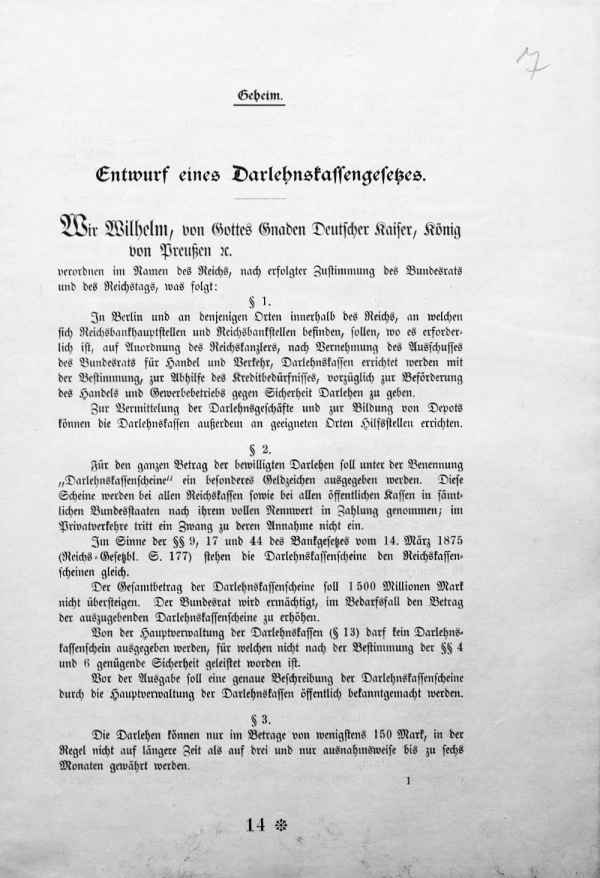 7
Geheim.
Entwurf eines Darlehnskassengesetzes.
Wir Wilhelm, von Gottes Gnaden Deutscher Kaiser, König
von Preußen ꝛc.
verordnen im Namen des Reichs, nach erfolgter Zustimmung des Bundesrats
und des Reichstags, was folgt:
§ 1.
In Berlin und an denjenigen Orten innerhalb des Reichs, an welchen
sich Reichsbankhauptstellen und Reichsbankstellen befinden, sollen, wo es erforder-
lich ist, auf Anordnung des Reichskanzlers, nach Vernehmung des Ausschusses
des Bundesrats für Handel und Verkehr, Darlehnskassen errichtet werden mit
der Bestimmung, zur Abhilfe des Kreditbedürfnisses, vorzüglich zur Beförderung
des Handels und Gewerbebetriebs gegen Sicherheit Darlehen zu geben.
Zur Vermittelung der Darlehnsgeschäfte und zur Bildung von Depots
können die Darlehnskassen außerdem an geeigneten Orten Hilfsstellen errichten.
§ 2.
Für den ganzen Betrag der bewilligten Darlehen soll unter der Benennung
„Darlehnskassenscheine“ ein besonderes Geldzeichen ausgegeben werden. Diese
Scheine werden bei allen Reichskassen sowie bei allen öffentlichen Kassen in sämt-
lichen Bundesstaaten nach ihrem vollen Nennwert in Zahlung genommen; im
Privatverkehre tritt ein Zwang zu deren Annahme nicht ein.
Im Sinne der §§ 9, 17 und 44 des Bankgesetzes vom 14. März 1875
(Reichs-Gesetzbl. S. 177) stehen die Darlehnskassenscheine den Reichskassen-
scheinen gleich.
Der Gesamtbetrag der Darlehnskassenscheine soll 1500 Millionen Mark
nicht übersteigen. Der Bundesrat wird ermächtigt, im Bedarfsfall den Betrag
der auszugebenden Darlehnskassenscheine zu erhöhen.
Von der Hauptverwaltung der Darlehnskassen (§ 13) darf kein Darlehns-
kassenschein ausgegeben werden, für welchen nicht nach der Bestimmung der §§ 4
und 6 genügende Sicherheit geleistet worden ist.
Vor der Ausgabe soll eine genaue Beschreibung der Darlehnskassenscheine
durch die Hauptverwaltung der Darlehnskassen öffentlich bekanntgemacht werden.
§ 3.
Die Darlehen können nur im Betrage von wenigstens 150 Mark, in der
Regel nicht auf längere Zeit als auf drei und nur ausnahmsweise bis zu sechs
Monaten gewährt werden.
1
14 ❇